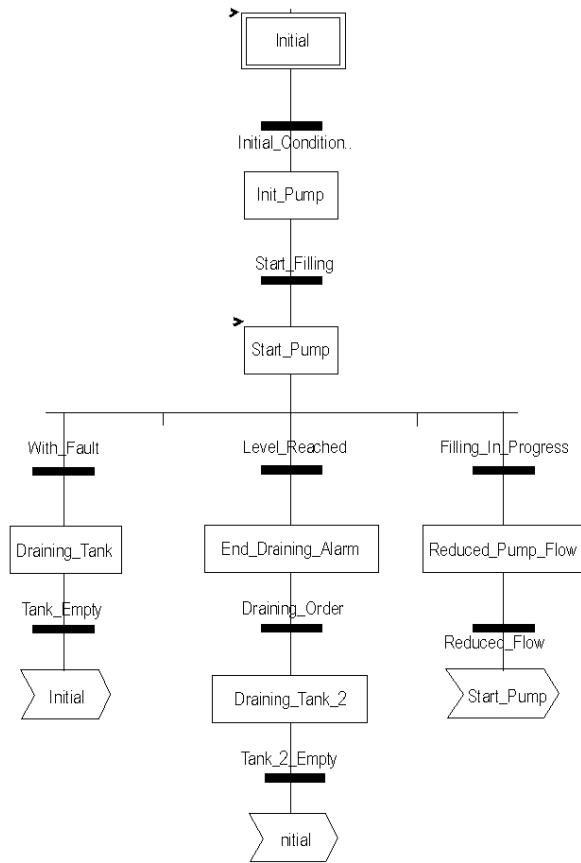 Initial
Initial_Condition..
Init_Pump
Start_Filling
Start_Pump
With_Fault
Level_Reached
Filling_In_Progress
Draining_Tank
End_Draining_Alarm
Reduced_Pump_Flow
Tank_Empty
Draining_Order
Reduced_Flow
Initial
Draining_Tank_2
Start_Pump
Tank_2_Empty
nitial